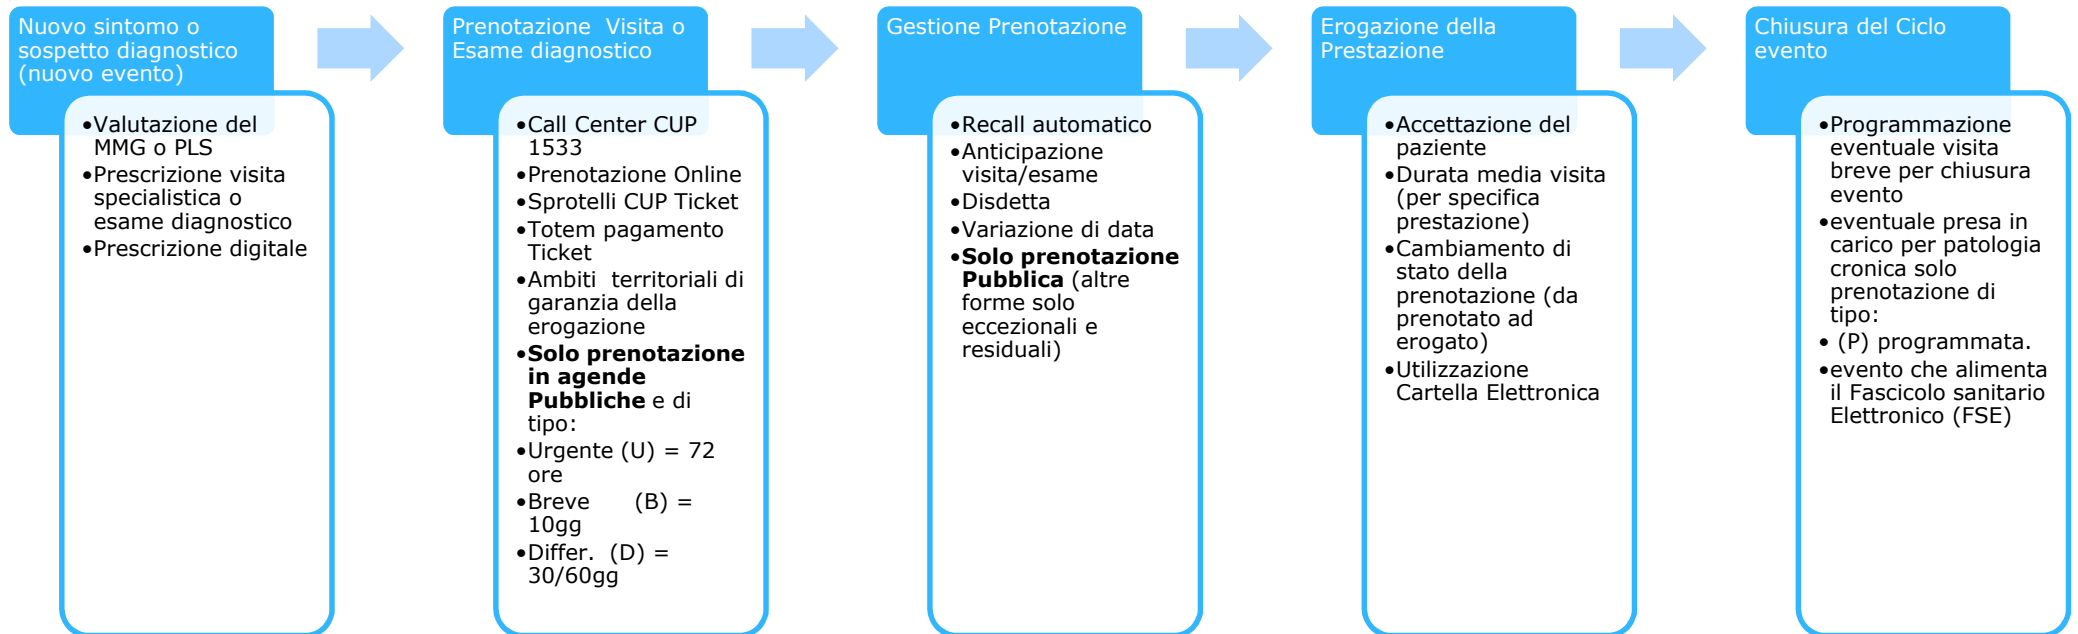 Nuovo sintomo o
sospetto diagnostico
(nuovo evento)
•Valutazione del
MMG o PLS
•Prescrizione visita
specialistica o
esame diagnostico
•Prescrizione digitale
Prenotazione  Visita o
Esame diagnostico
•Call Center CUP
1533
•Prenotazione Online
•Sprotelli CUP Ticket
•Totem pagamento
Ticket
•Ambiti  territoriali di
garanzia della
erogazione
•Solo prenotazione
in agende
Pubbliche e di
tipo:
•Urgente (U) = 72
ore
•Breve     (B) =
10gg
•Differ.  (D) =
30/60gg
Gestione Prenotazione
•Recall automatico
•Anticipazione
visita/esame
•Disdetta
•Variazione di data
•Solo prenotazione
Pubblica (altre
forme solo
eccezionali e
residuali)
Erogazione della
Prestazione
•Accettazione del
paziente
•Durata media visita
(per specifica
prestazione)
•Cambiamento di
stato della
prenotazione (da
prenotato ad
erogato)
•Utilizzazione
Cartella Elettronica
Chiusura del Ciclo
evento
•Programmazione
eventuale visita
breve per chiusura
evento
•eventuale presa in
carico per patologia
cronica solo
prenotazione di
tipo:
• (P) programmata.
•evento che alimenta
il Fascicolo sanitario
Elettronico (FSE)